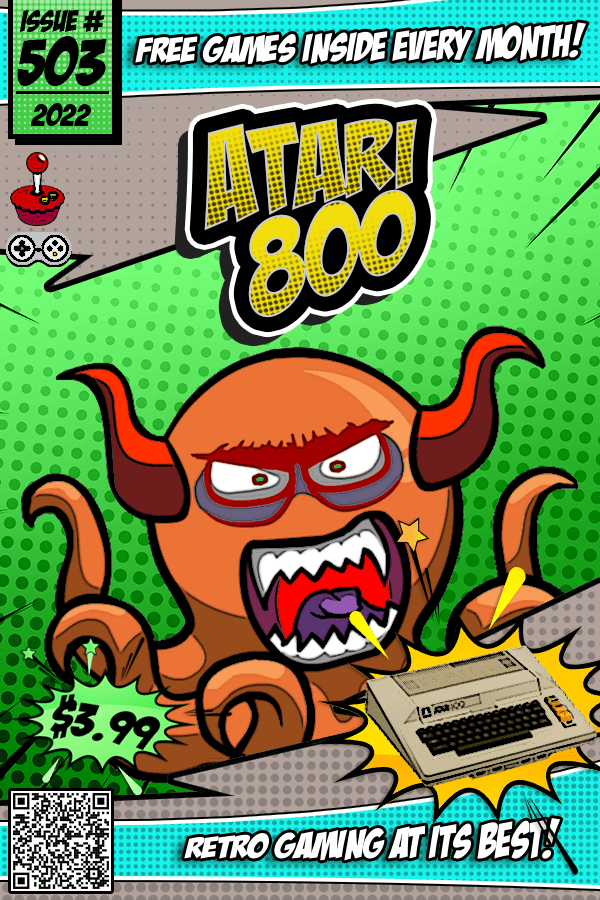 ISSUE #
503
2022
FREE GAMES INSIDE EVERY MONTH!
ATARI
800
$3.99
RETRO GAMING AT ITS BEST!